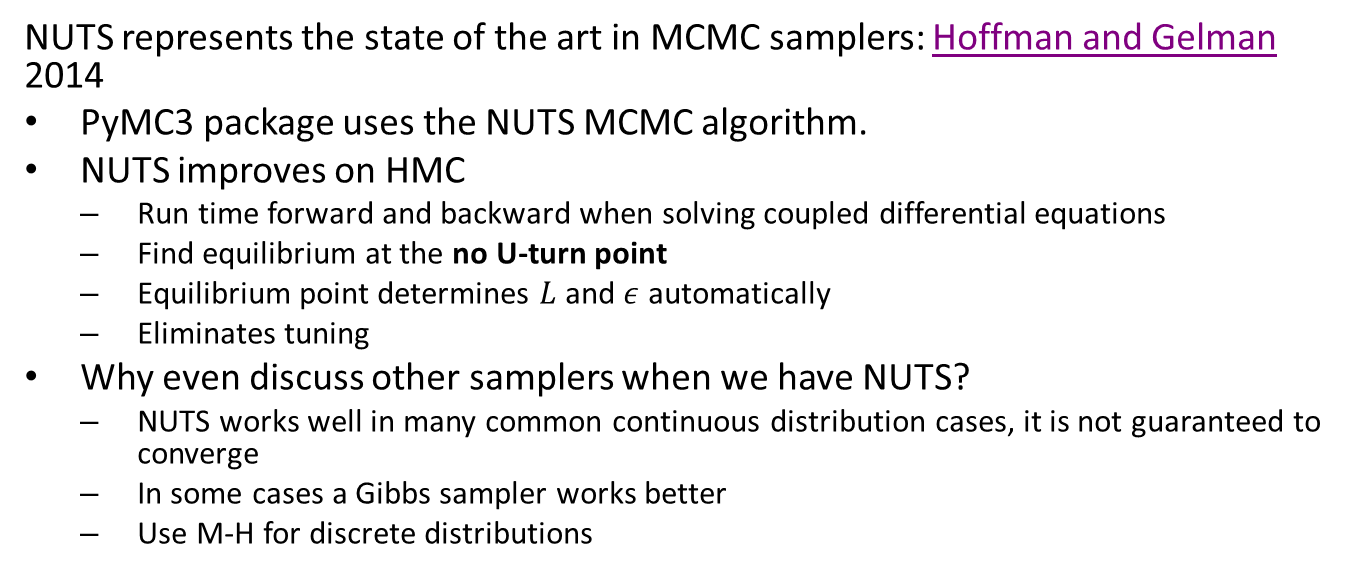 NUTS represents the state of the art in MCMC samplers: Hoffman and Gelman
2014
• PyMC3 package uses the NUTS MCMC algorithm.
• NUTS improves on HMC
– Run time forward and backward when solving coupled differential equations
– Find equilibrium at the no U-turn point
– Equilibrium point determines L and ϵ automatically
– Eliminates tuning
• Why even discuss other samplers when we have NUTS?
– NUTS works well in many common continuous distribution cases, it is not guaranteed to
converge
– In some cases a Gibbs sampler works better
– Use M-H for discrete distributions